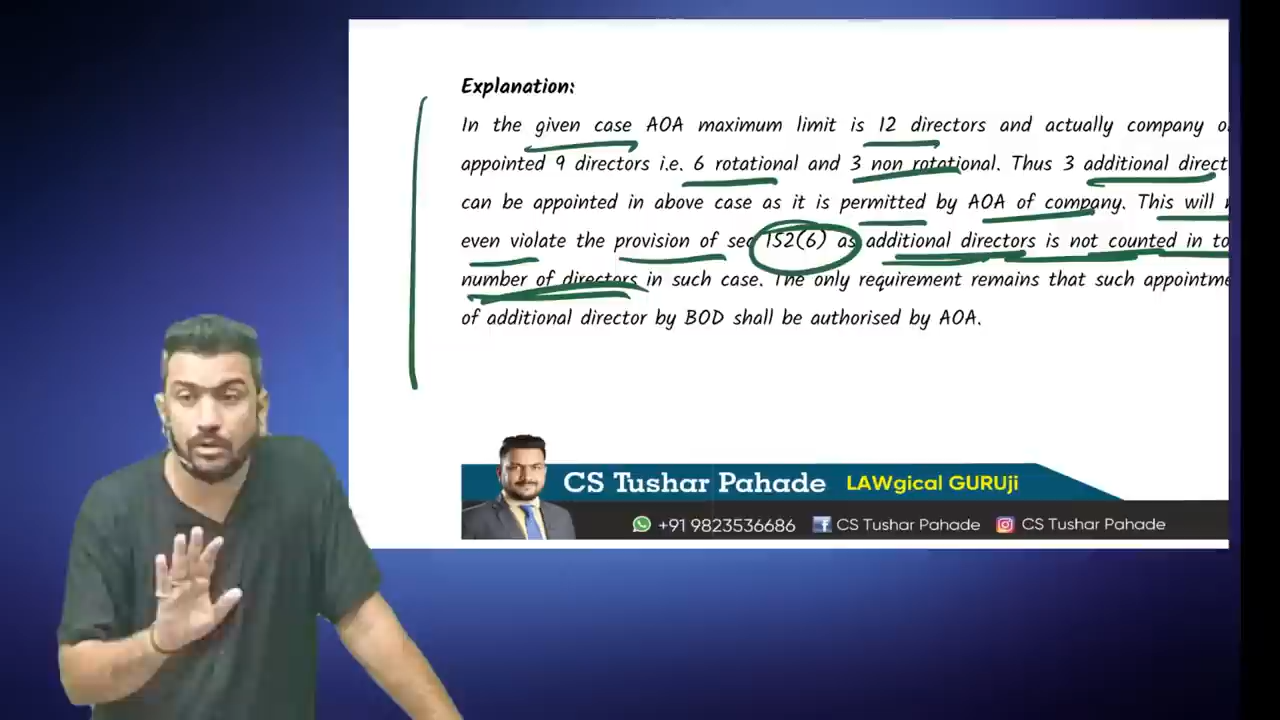 Explanation:
In the given case AOA maximum limit is 12 directors and actually company
appointed 9 directors i.e. 6 rotational and 3 non rotational. Thus 3 additional direct
can be appointed in above case as it is permitted by AOA of company. This will
even violate the provision of sec 152(6) as additional directors is not counted in to
number of directors in such case. The only requirement remains that such appointme
of additional director by BOD shall be authorised by AOA.
CS Tushar Pahade LAWgical GURUji
+91 9823536686 CS Tushar Pahade CS Tushar Pahade